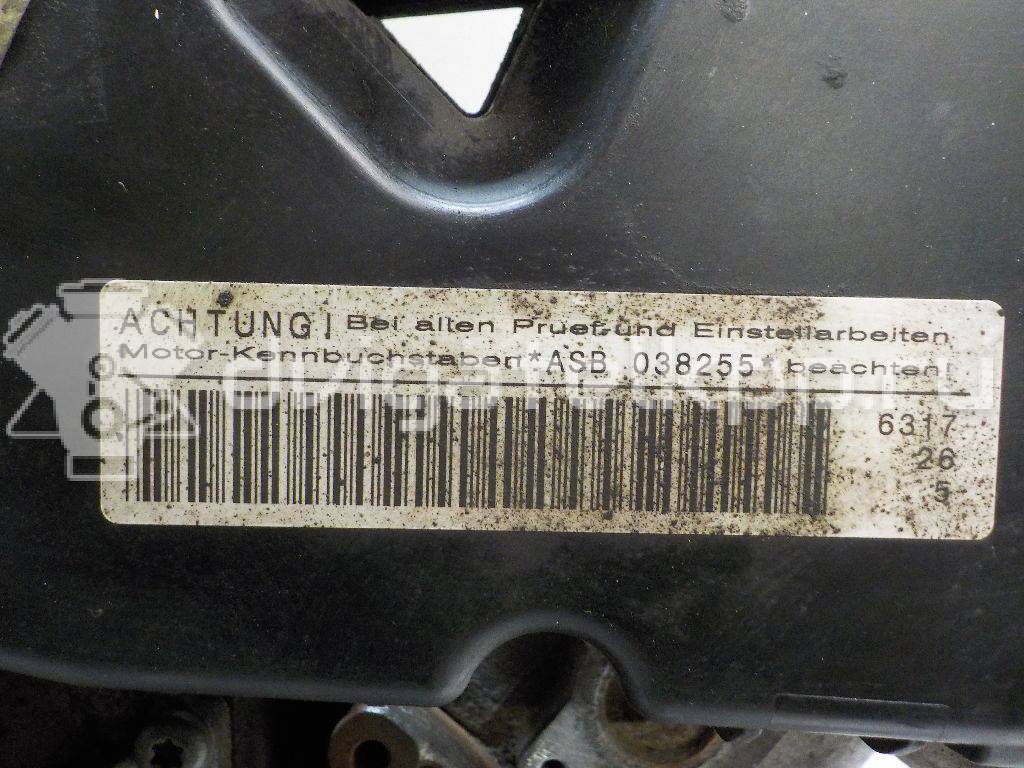 ACHTUNG! Bei allen Pruef-und Einstellarbeiten
Motor-Kennbuchstaben *ASB 038255* beachten!
6317
26
5